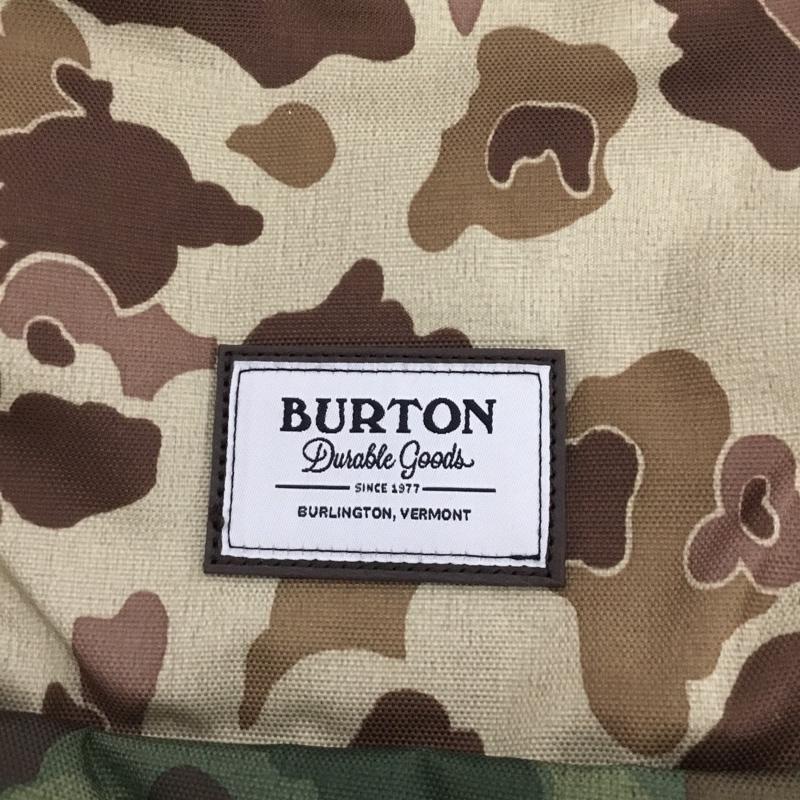 BURTON
Durable Goods
SINCE 1977
BURLINGTON, VERMONT